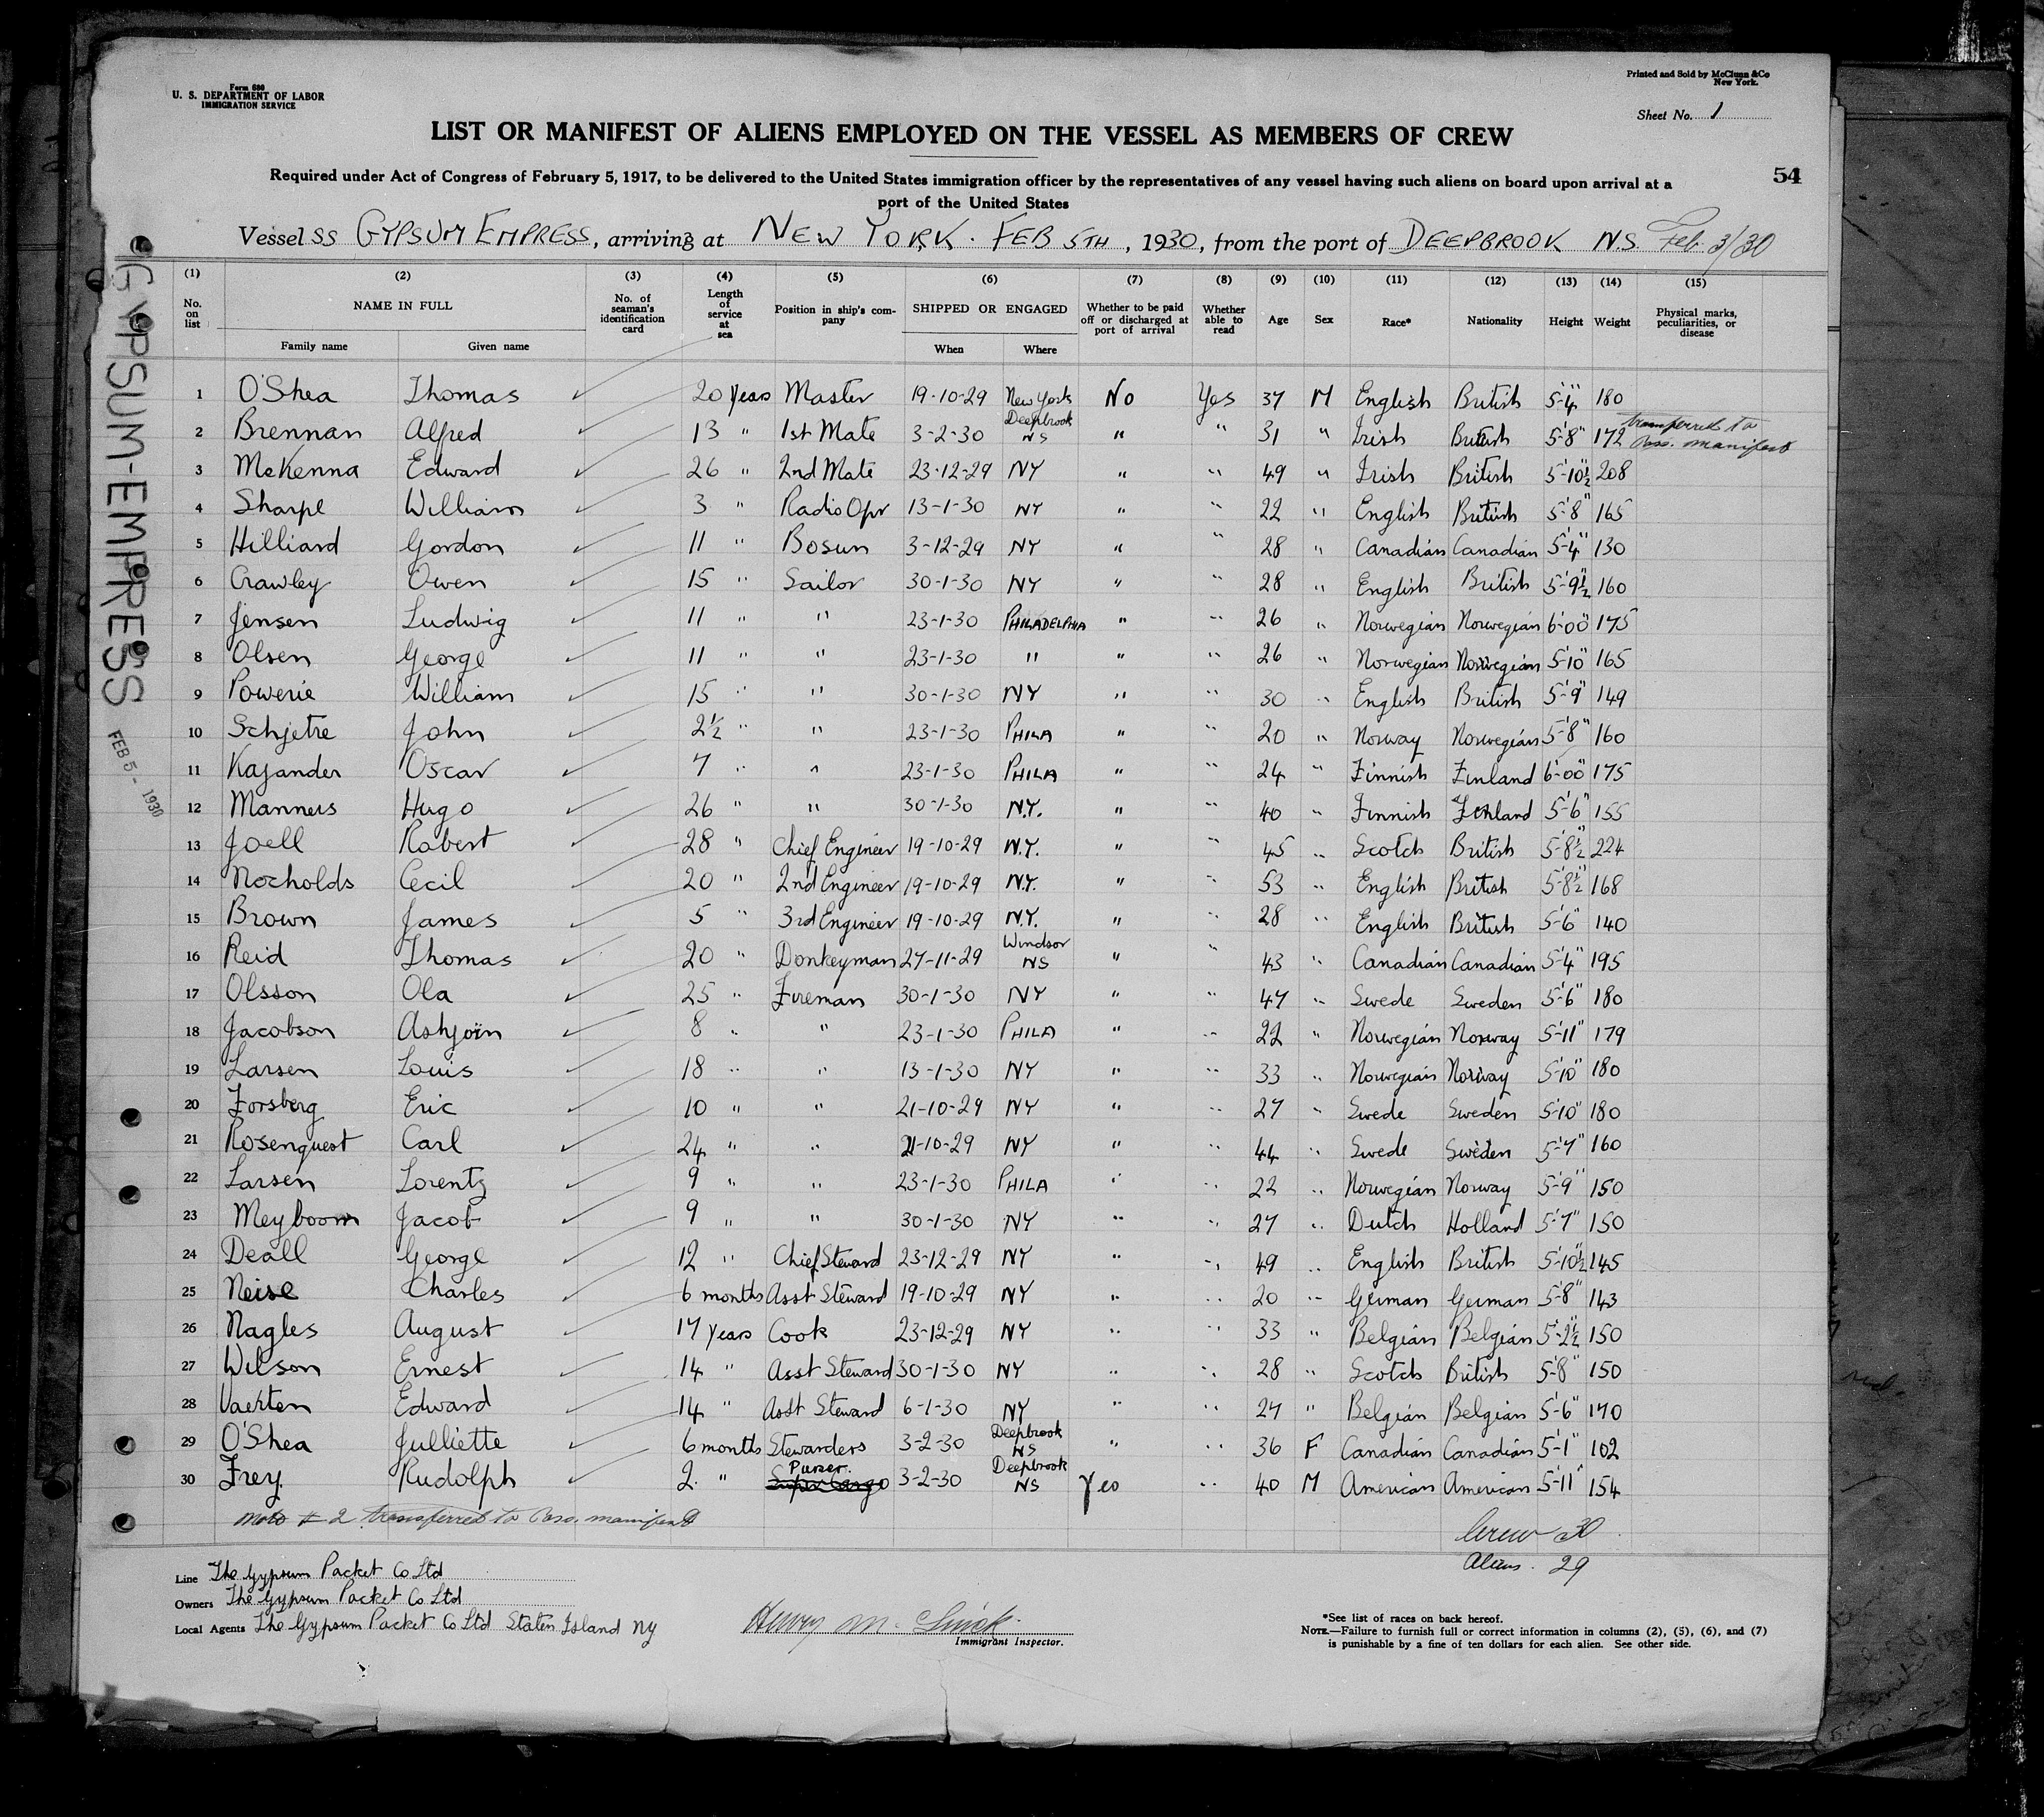 Form 680
U. S. DEPARTMENT OF LABOR
IMMIGRATION SERVICE
Printed and Sold by McClunn & Co
New York.
Sheet No. 1
LIST OR MANIFEST OF ALIENS EMPLOYED ON THE VESSEL AS MEMBERS OF CREW
Required under Act of Congress of February 5, 1917, to be delivered to the United States immigration officer by the representatives of any vessel having such aliens on board upon arrival at a
port of the United States
54
Vessel SS GYPSUM EMPRESS, arriving at NEW YORK. FEB 5TH, 1930, from the port of DEEPBROOK N.S. Feb 3/30
GYPSUM-EMPRESS FEB 5 - 1930
(1) (2) (3) (4) (5) (6) (7) (8) (9) (10) (11) (12) (13) (14) (15)
No. on list NAME IN FULL No. of seaman's identification card Length of service at sea Position in ship's company SHIPPED OR ENGAGED Whether to be paid off or discharged at port of arrival Whether able to read Age Sex Race* Nationality Height Weight Physical marks, peculiarities, or disease
Family name Given name When Where
1 O'Shea Thomas 20 years Master 19-10-29 New York No Yes 37 M English British 5'-4" 180
2 Brennan Alfred 13 " 1st Mate 3-2-30 Deepbrook NS " " 31 " Irish British 5'-8" 172 transferred to Pass. manifest
3 McKenna Edward 26 " 2nd Mate 23-12-29 NY " " 49 " Irish British 5'-10½ 208
4 Sharpe William 3 " Radio Opr 13-1-30 NY " " 22 " English British 5'-8" 165
5 Hilliard Gordon 11 " Bosun 3-12-29 NY " " 28 " Canadian Canadian 5'-4" 130
6 Crawley Owen 15 " Sailor 30-1-30 NY " " 28 " English British 5'-9½" 160
7 Jensen Ludwig 11 " " 23-1-30 PHILADELPHIA " " 26 " Norwegian Norwegian 6'-00" 175
8 Olsen George 11 " " 23-1-30 " " " 26 " Norwegian Norwegian 5'-10" 165
9 Powerie William 15 " " 30-1-30 NY " " 30 " English British 5'-9" 149
10 Schjetre John 2½ " " 23-1-30 PHILA " " 20 " Norway Norwegian 5'-8" 160
11 Kajander Oscar 7 " " 23-1-30 PHILA " " 24 " Finnish Finland 6'-00" 175
12 Manners Hugo 26 " " 30-1-30 N.Y. " " 40 " Finnish Finland 5'-6" 155
13 Joell Robert 28 " Chief Engineer 19-10-29 N.Y. " " 45 " Scotch British 5'-8½" 224
14 Nocholds Cecil 20 " 2nd Engineer 19-10-29 N.Y. " " 53 " English British 5'-8½" 168
15 Brown James 5 " 3rd Engineer 19-10-29 N.Y. " " 28 " English British 5'-6" 140
16 Reid Thomas 20 " Donkeyman 27-11-29 Windsor NS " " 43 " Canadian Canadian 5'-4" 195
17 Olsson Ola 25 " Fireman 30-1-30 NY " " 47 " Swede Sweden 5'-6" 180
18 Jacobson Asbjoin 8 " " 23-1-30 PHILA " " 22 " Norwegian Norway 5'-11" 179
19 Larsen Louis 18 " " 13-1-30 NY " " 33 " Norwegian Norway 5'-10" 180
20 Forsberg Eric 10 " " 21-10-29 NY " " 27 " Swede Sweden 5'-10" 180
21 Rosenquest Carl 24 " " 21-10-29 NY " " 44 " Swede Sweden 5'-7" 160
22 Larsen Lorentz 9 " " 23-1-30 PHILA " " 22 " Norwegian Norway 5'-9" 150
23 Meyboom Jacob 9 " " 30-1-30 NY " " 27 " Dutch Holland 5'-7" 150
24 Deall George 12 " Chief Steward 23-12-29 NY " " 49 " English British 5'-10½ 145
25 Neise Charles 6 months Asst Steward 19-10-29 NY " " 20 " German German 5'-8" 143
26 Nagles August 17 years Cook 23-12-29 NY " " 33 " Belgian Belgian 5'-2½" 150
27 Wilson Ernest 14 " Asst Steward 30-1-30 NY " " 28 " Scotch British 5'-8" 150
28 Vaerten Edward 14 " Asst Steward 6-1-30 NY " " 27 " Belgian Belgian 5'-6" 170
29 O'Shea Julliette 6 months Stewardess 3-2-30 Deepbrook NS " " 36 F Canadian Canadian 5'-1" 102
30 Frey. Rudolph 2. " Purser. Supercargo 3-2-30 Deepbrook NS Yes " 40 M American American 5'-11" 154
Note # 2 transferred to Pass. manifest
Crew 30
Aliens. 29
Line The Gypsum Packet Co Ltd
Owners The Gypsum Packet Co Ltd
Local Agents The Gypsum Packet Co Ltd Staten Island NY
Immigrant Inspector.
*See list of races on back hereof.
NOTE.—Failure to furnish full or correct information in columns (2), (5), (6), and (7)
is punishable by a fine of ten dollars for each alien. See other side.